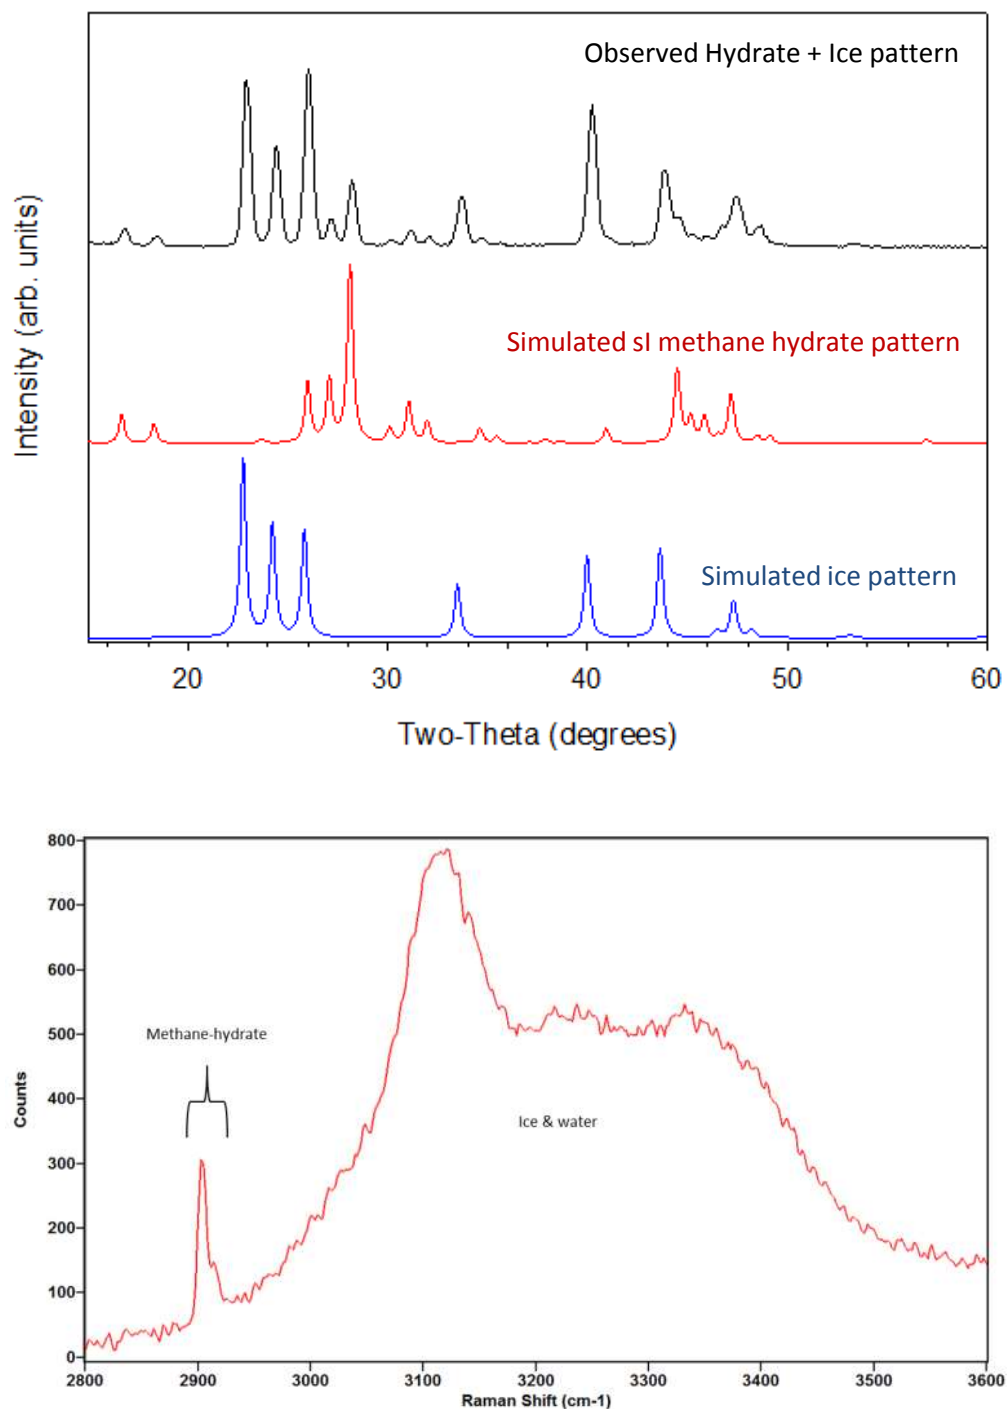 Observed Hydrate + Ice pattern
Simulated sI methane hydrate pattern
Simulated ice pattern
Intensity (arb. units)
20 30 40 50 60
Two-Theta (degrees)
800
700
600
500
400
300
200
100
0
Counts
Methane-hydrate
Ice & water
2800 2900 3000 3100 3200 3300 3400 3500 3600
Raman Shift (cm-1)